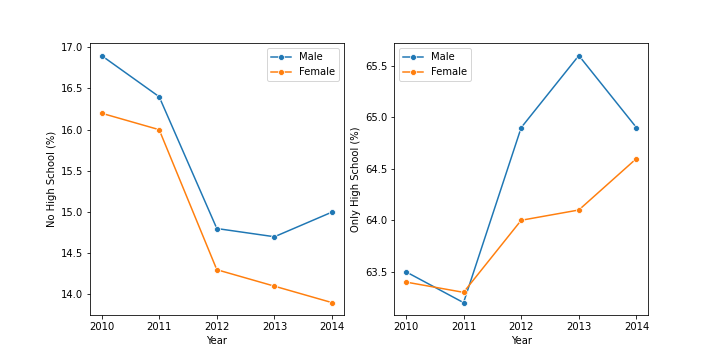 17.0
16.5
16.0
15.5
15.0
14.5
14.0
No High School (%)
2010 2011 2012 2013 2014
Year
Male
Female
65.5
65.0
64.5
64.0
63.5
Only High School (%)
2010 2011 2012 2013 2014
Year
Male
Female